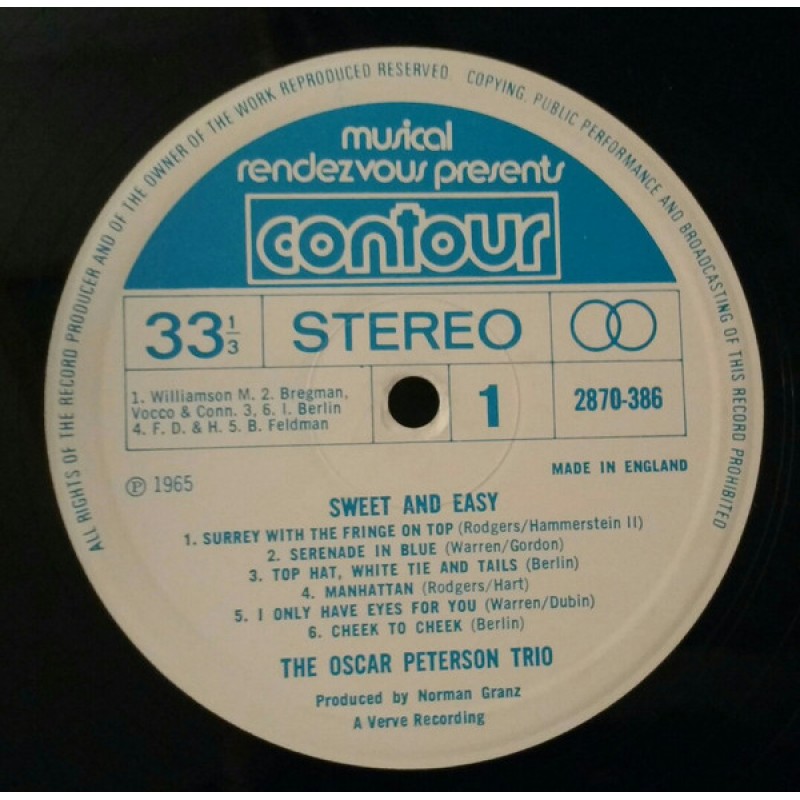 ALL RIGHTS OF THE RECORD PRODUCER AND OF THE OWNER OF THE WORK REPRODUCED RESERVED COPYING, PUBLIC PERFORMANCE AND BROADCASTING OF THIS RECORD PROHIBITED
musical
rendezvous presents
contour
33 1/3 STEREO
1. Williamson M. 2. Bregman,
Vocco & Conn. 3, 6. I. Berlin
4. F. D. & H. 5. B. Feldman
1
2870-386
MADE IN ENGLAND
Ⓟ 1965
SWEET AND EASY
1. SURREY WITH THE FRINGE ON TOP (Rodgers/Hammerstein II)
2. SERENADE IN BLUE (Warren/Gordon)
3. TOP HAT, WHITE TIE AND TAILS (Berlin)
4. MANHATTAN (Rodgers/Hart)
5. I ONLY HAVE EYES FOR YOU (Warren/Dubin)
6. CHEEK TO CHEEK (Berlin)
THE OSCAR PETERSON TRIO
Produced by Norman Granz
A Verve Recording